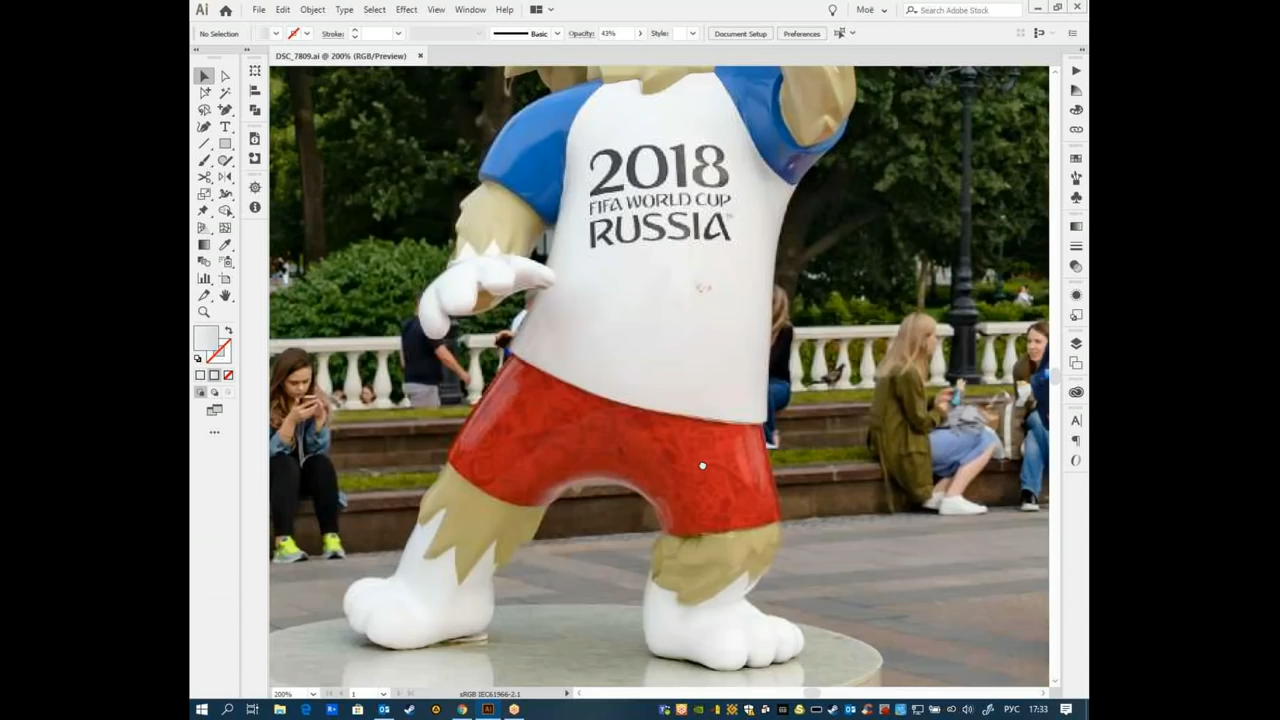 Ai File Edit Object Type Select Effect View Window Help Моё Search Adobe Stock
No Selection Stroke: Basic Opacity: 43% Style: Document Setup Preferences
DSC_7809.ai @ 200% (RGB/Preview)
2018
FIFA WORLD CUP
RUSSIA
200% 1 sRGB IEC61966-2.1
РУС 17:33